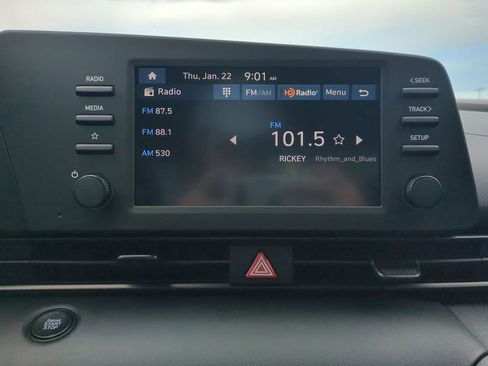 Thu, Jan. 22 9:01 AM
Radio FM/AM HD Radio Menu
RADIO
MEDIA
FM 87.5
FM 88.1
AM 530
FM
101.5
RICKEY Rhythm_and_Blues
<SEEK
TRACK>
SETUP
ENGINE
START
STOP